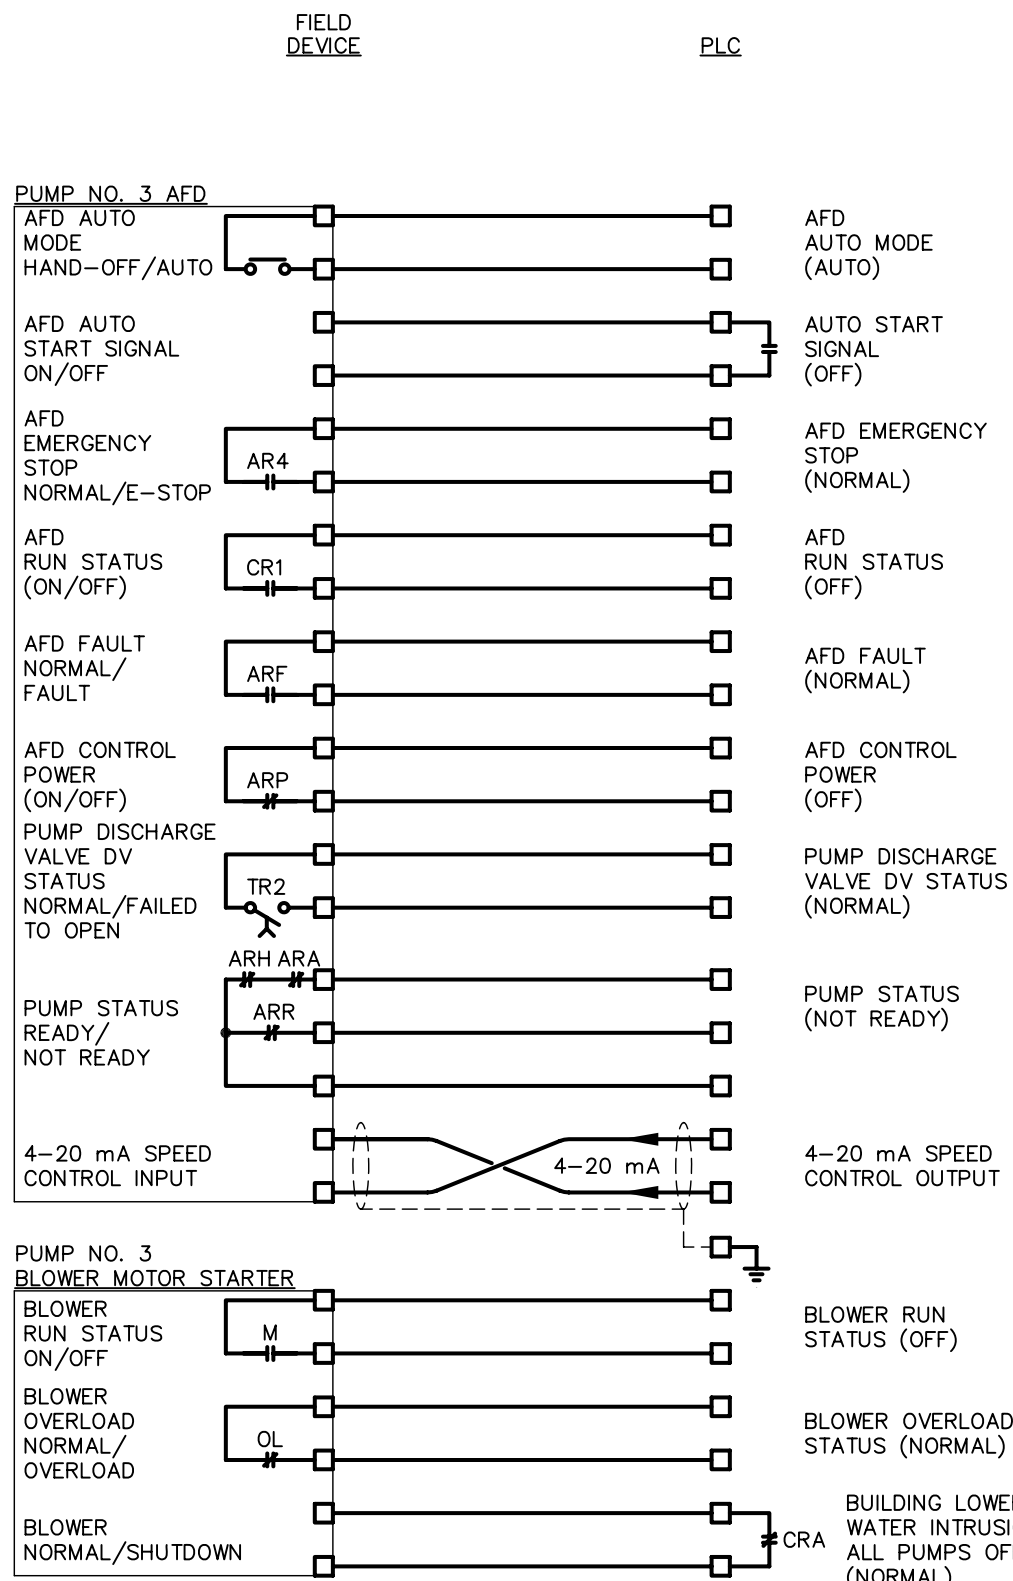 FIELD
DEVICE
PLC
PUMP NO. 3 AFD
AFD AUTO
MODE
HAND-OFF/AUTO
AFD
AUTO MODE
(AUTO)
AFD AUTO
START SIGNAL
ON/OFF
AUTO START
SIGNAL
(OFF)
AFD
EMERGENCY
STOP
NORMAL/E-STOP
AR4
AFD EMERGENCY
STOP
(NORMAL)
AFD
RUN STATUS
(ON/OFF)
CR1
AFD
RUN STATUS
(OFF)
AFD FAULT
NORMAL/
FAULT
ARF
AFD FAULT
(NORMAL)
AFD CONTROL
POWER
(ON/OFF)
ARP
AFD CONTROL
POWER
(OFF)
PUMP DISCHARGE
VALVE DV
STATUS
NORMAL/FAILED
TO OPEN
TR2
PUMP DISCHARGE
VALVE DV STATUS
(NORMAL)
ARH ARA
PUMP STATUS
READY/
NOT READY
ARR
PUMP STATUS
(NOT READY)
4-20 mA SPEED
CONTROL INPUT
4-20 mA
4-20 mA SPEED
CONTROL OUTPUT
PUMP NO. 3
BLOWER MOTOR STARTER
BLOWER
RUN STATUS
ON/OFF
M
BLOWER RUN
STATUS (OFF)
BLOWER
OVERLOAD
NORMAL/
OVERLOAD
OL
BLOWER OVERLOAD
STATUS (NORMAL)
BLOWER
NORMAL/SHUTDOWN
CRA
BUILDING
WATER
ALL PUMPS
(NORMAL)